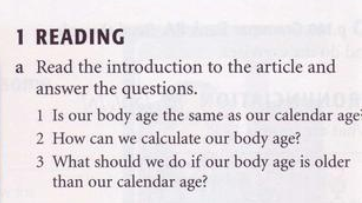 1 READING
a Read the introduction to the article and
answer the questions.
1 Is our body age the same as our calendar age?
2 How can we calculate our body age?
3 What should we do if our body age is older
than our calendar age?